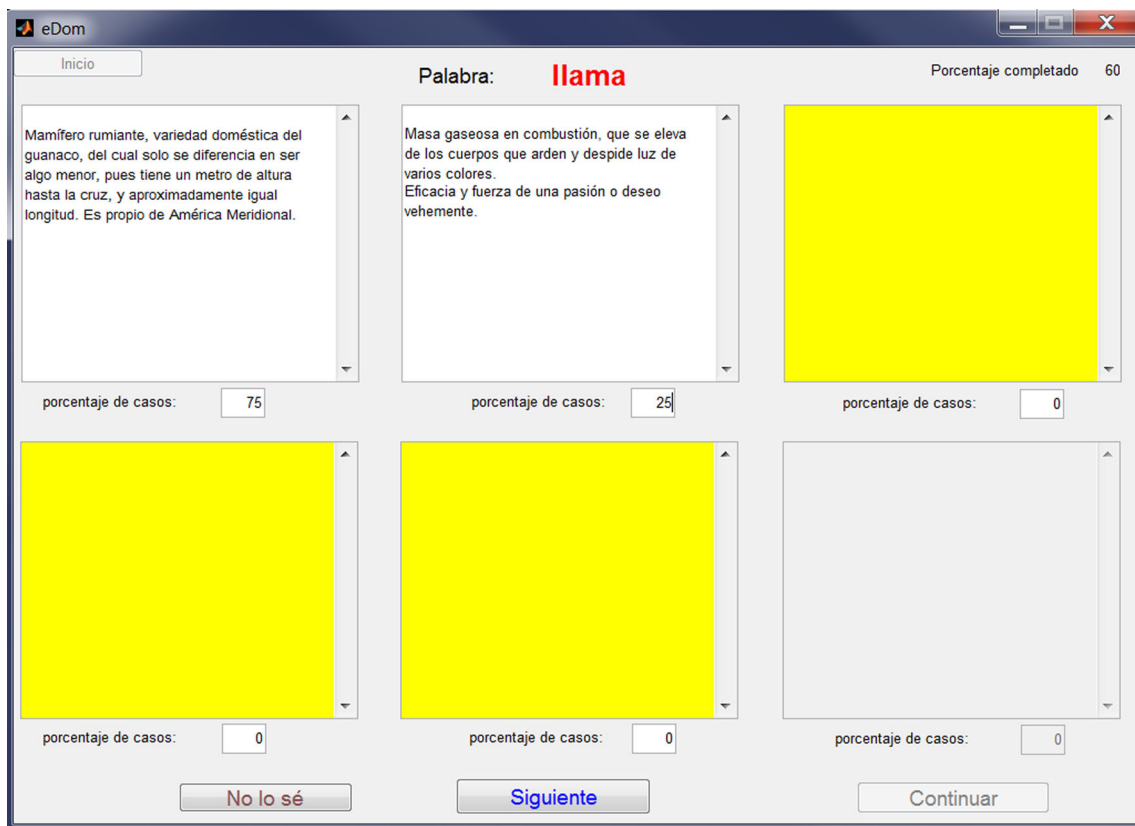 eDom
Inicio
Palabra: llama
Porcentaje completado 60
Mamífero rumiante, variedad doméstica del
guanaco, del cual solo se diferencia en ser
algo menor, pues tiene un metro de altura
hasta la cruz, y aproximadamente igual
longitud. Es propio de América Meridional.
Masa gaseosa en combustión, que se eleva
de los cuerpos que arden y despide luz de
varios colores.
Eficacia y fuerza de una pasión o deseo
vehemente.
porcentaje de casos: 75
porcentaje de casos: 25
porcentaje de casos: 0
porcentaje de casos: 0
porcentaje de casos: 0
porcentaje de casos: 0
No lo sé
Siguiente
Continuar